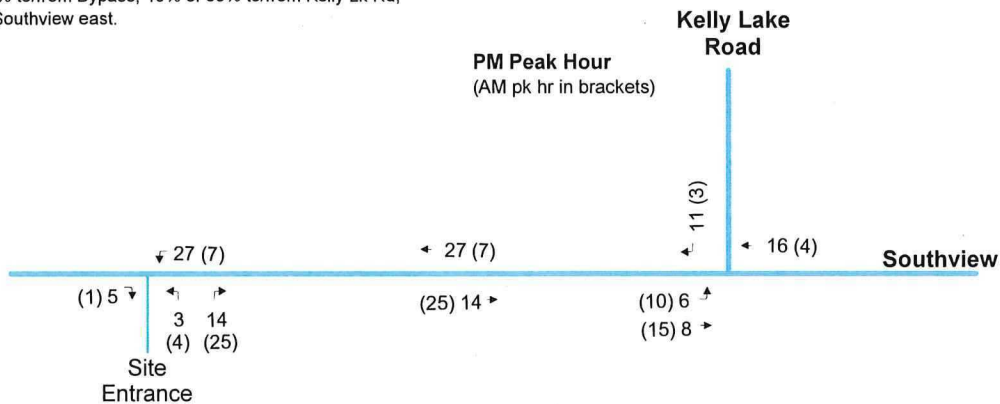 Southview east.
Kelly Lake
Road
PM Peak Hour
(AM pk hr in brackets)
11 (3)
27 (7)
27 (7)
16 (4)
Southview
(1) 5
3
14
(4)
(25)
(25) 14
(10) 6
(15) 8
Site
Entrance